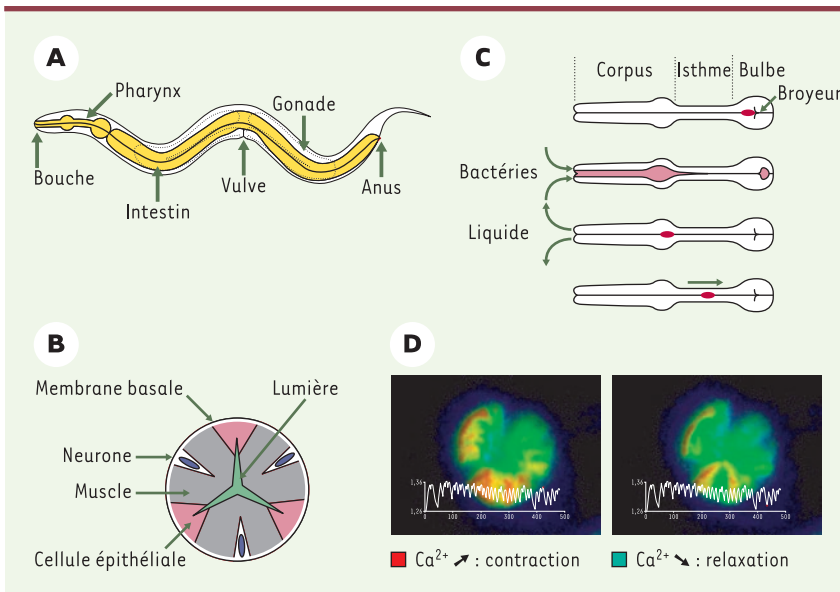 A
Pharynx
Gonade
Bouche
Vulve
Anus
Intestin
C
Corpus
Isthme
Bulbe
Broyeur
Bactéries
Liquide
B
Membrane basale
Lumière
Neurone
Muscle
Cellule épithéliale
D
1,36
1,26
0 100 200 300 400 500
1,36
1,26
0 100 200 300 400 500
Ca²⁺ ➚ : contraction
Ca²⁺ ➘ : relaxation